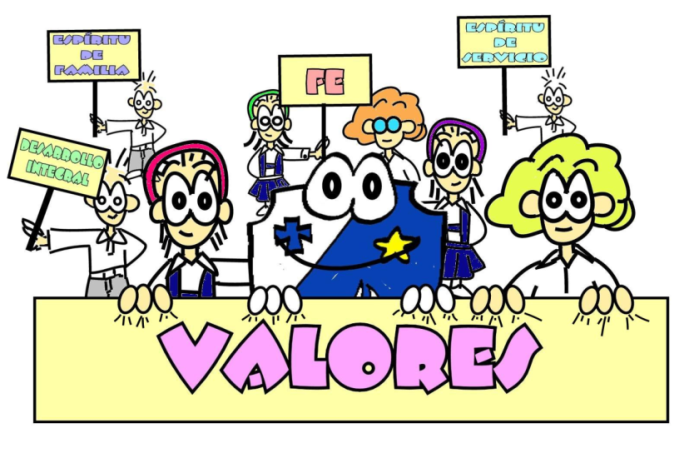 ESPÍRITU
DE
FAMILIA
FE
ESPÍRITU
DE
SERVICIO
DESARROLLO
INTEGRAL
VALORES